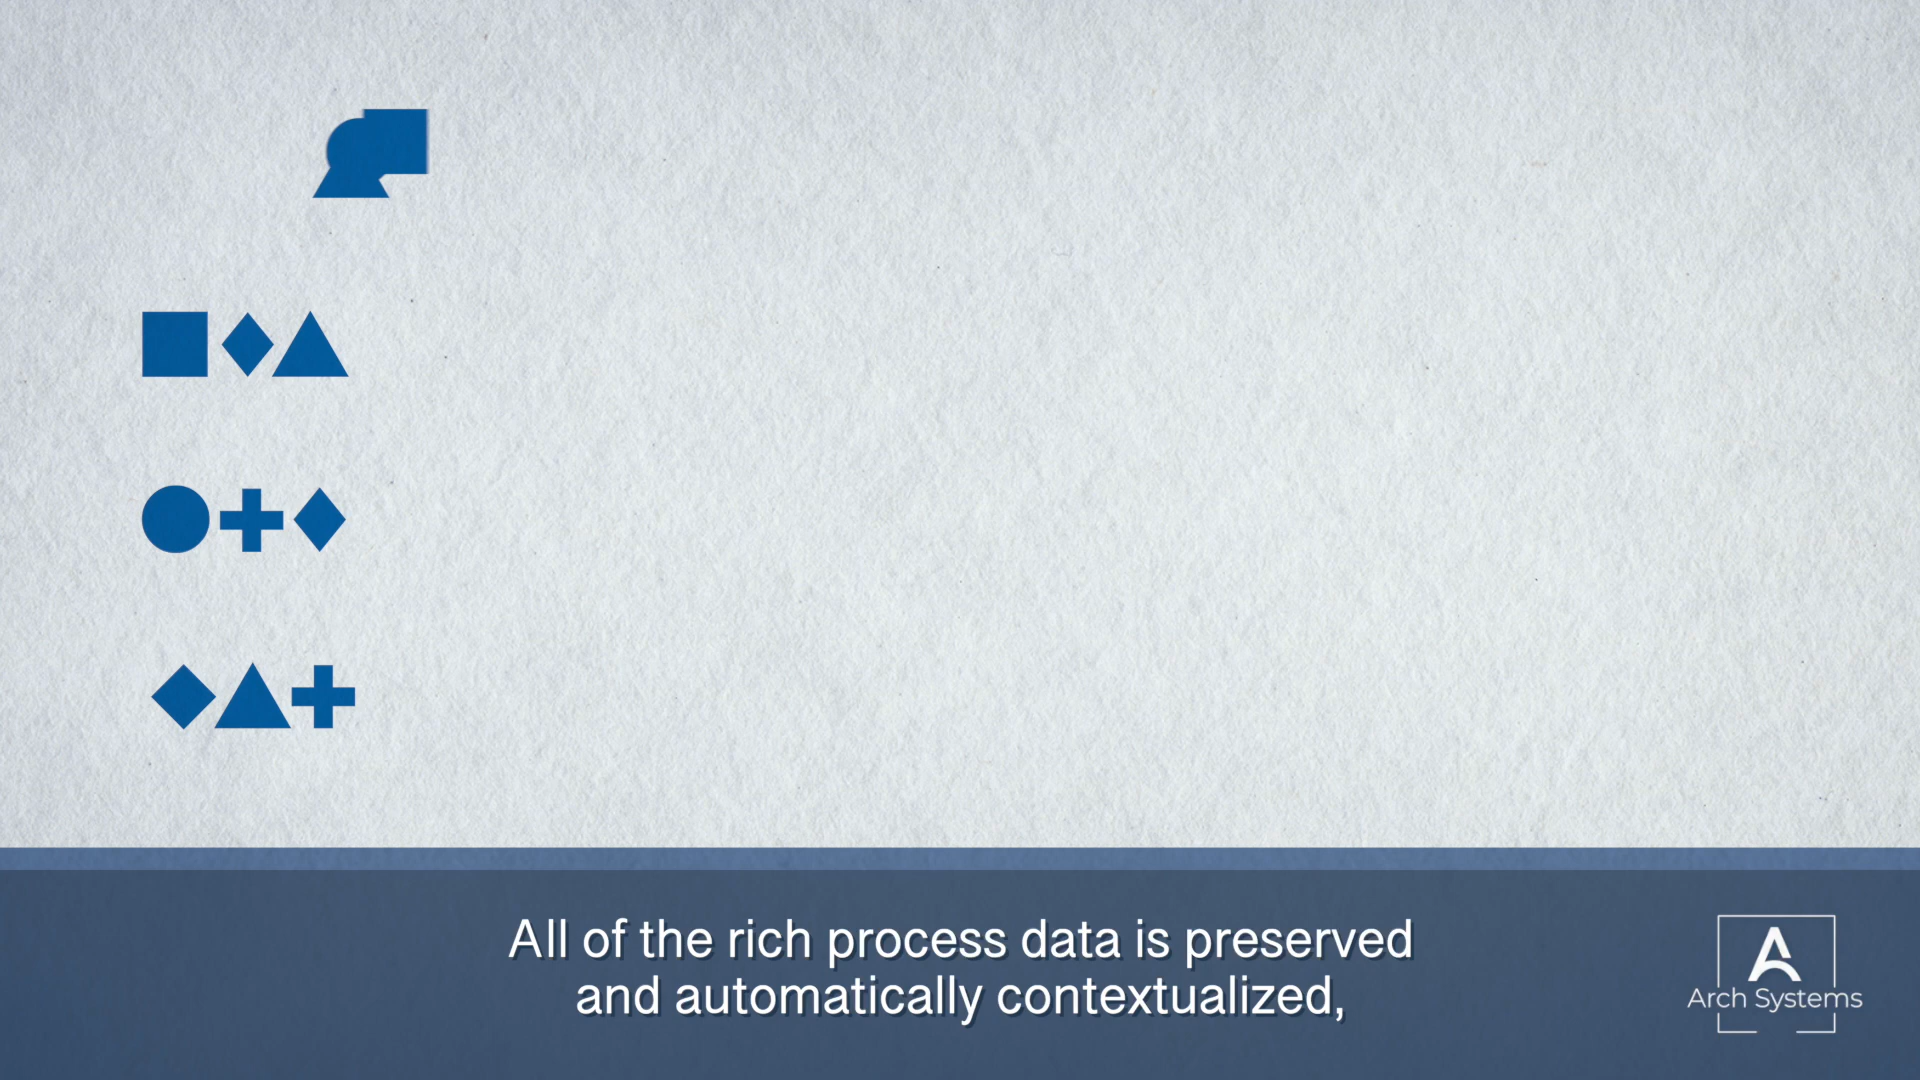 All of the rich process data is preserved
and automatically contextualized,
Arch Systems